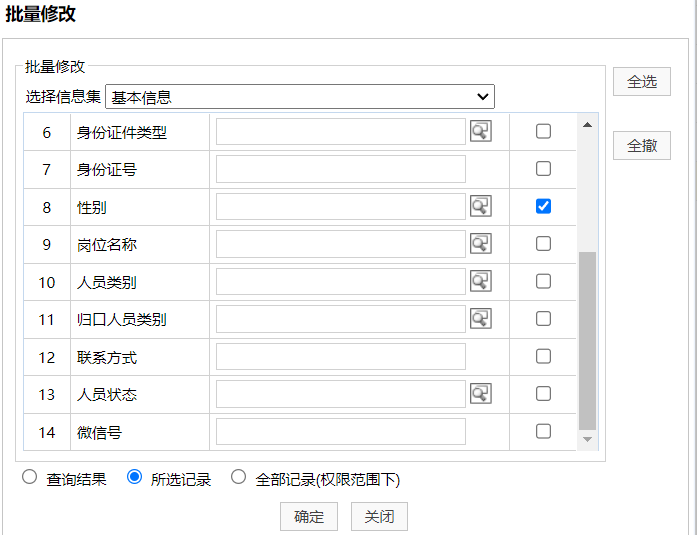 批量修改
批量修改
选择信息集 基本信息
全选
6 身份证件类型
全撤
7 身份证号
8 性别
9 岗位名称
10 人员类别
11 归口人员类别
12 联系方式
13 人员状态
14 微信号
查询结果 所选记录 全部记录(权限范围下)
确定 关闭